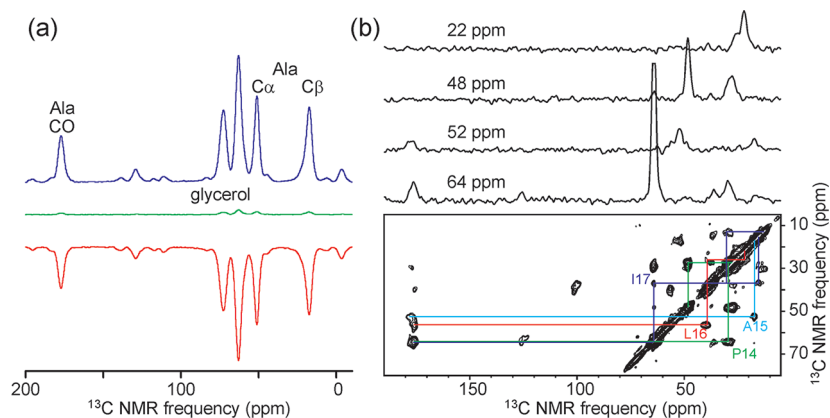 (a)
Ala
CO
Ala
Cα
Cβ
glycerol
200
100
0
¹³C NMR frequency (ppm)
(b)
22 ppm
48 ppm
52 ppm
64 ppm
I17
A15
L16
P14
10
30
50
70
¹³C NMR frequency (ppm)
150
100
50
¹³C NMR frequency (ppm)